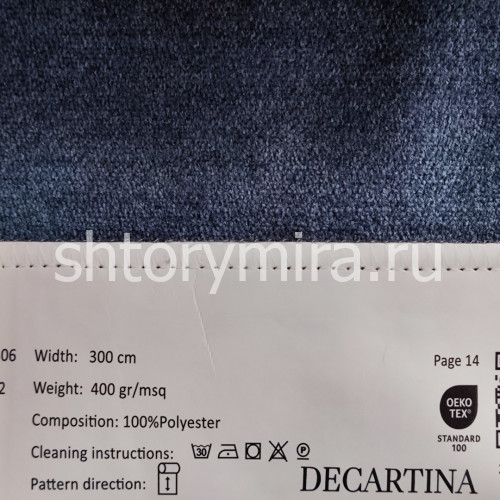 shtorymira.ru
06 Width: 300 cm
Page 14
2 Weight: 400 gr/msq
Composition: 100%Polyester
OEKO
TEX®
STANDARD
100
Cleaning instructions: 30 P
Pattern direction:
DECARTINA